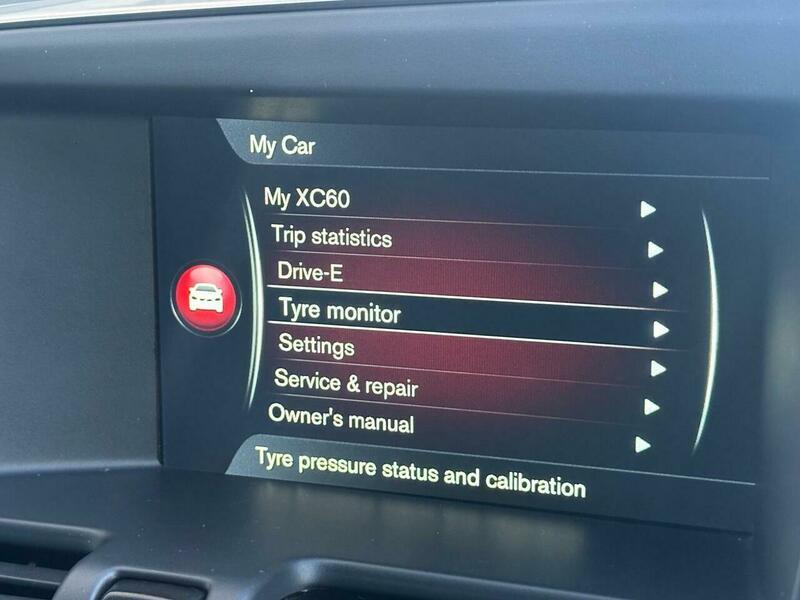 My Car
My XC60
Trip statistics
Drive-E
Tyre monitor
Settings
Service & repair
Owner's manual
Tyre pressure status and calibration